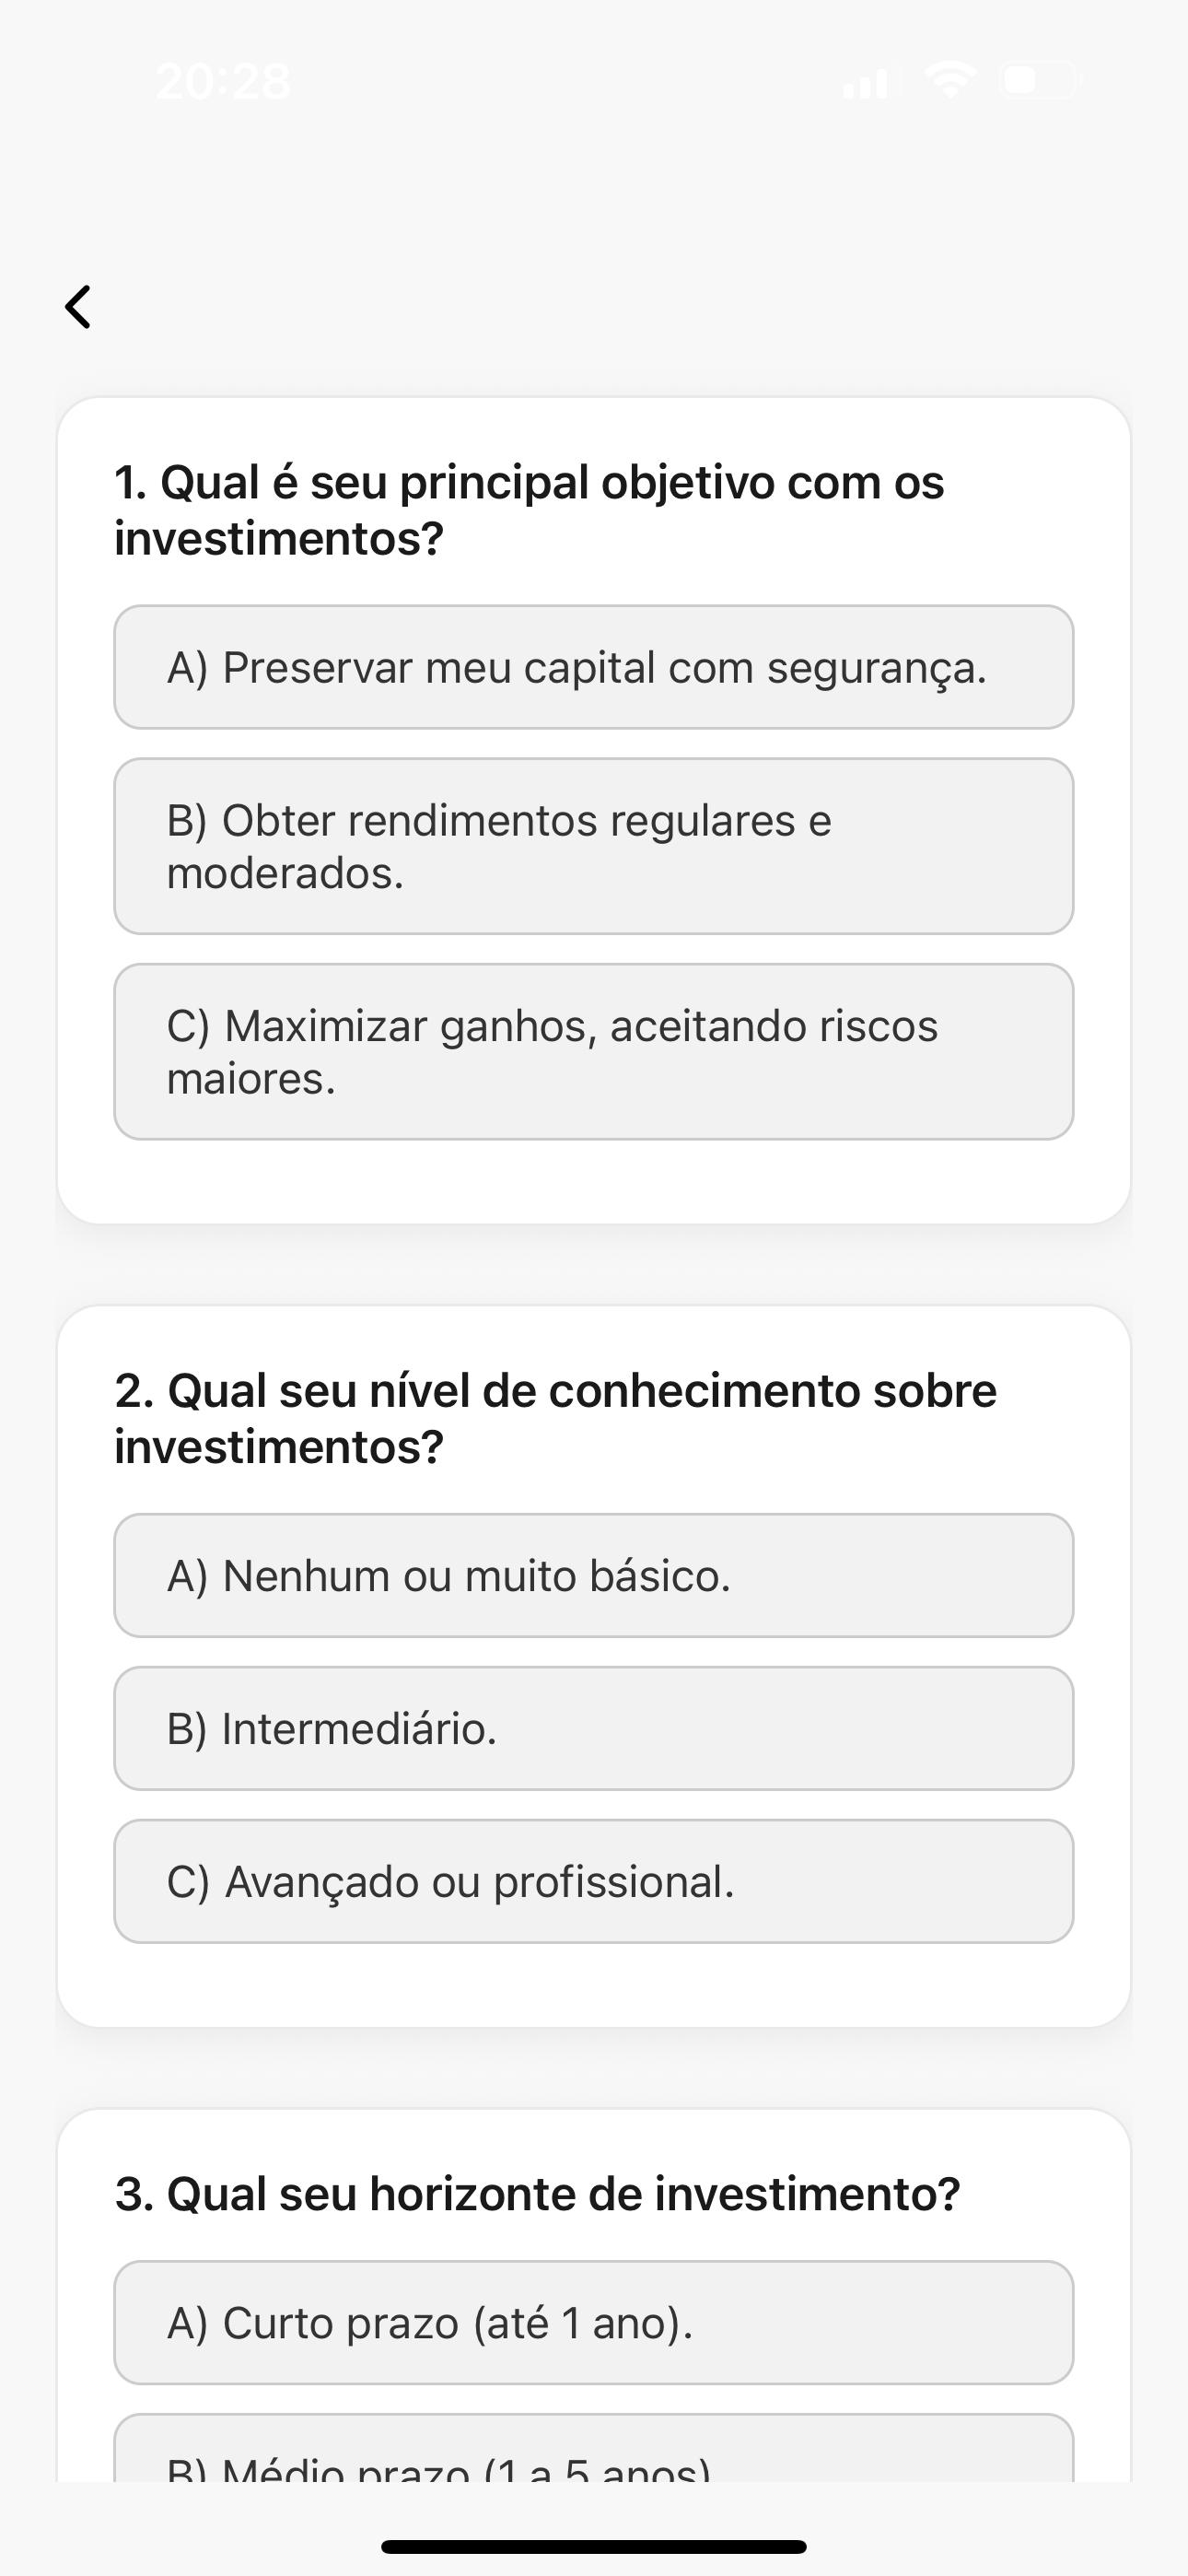 20:28
1. Qual é seu principal objetivo com os
investimentos?
A) Preservar meu capital com segurança.
B) Obter rendimentos regulares e
moderados.
C) Maximizar ganhos, aceitando riscos
maiores.
2. Qual seu nível de conhecimento sobre
investimentos?
A) Nenhum ou muito básico.
B) Intermediário.
C) Avançado ou profissional.
3. Qual seu horizonte de investimento?
A) Curto prazo (até 1 ano).
B) Médio prazo (1 a 5 anos)